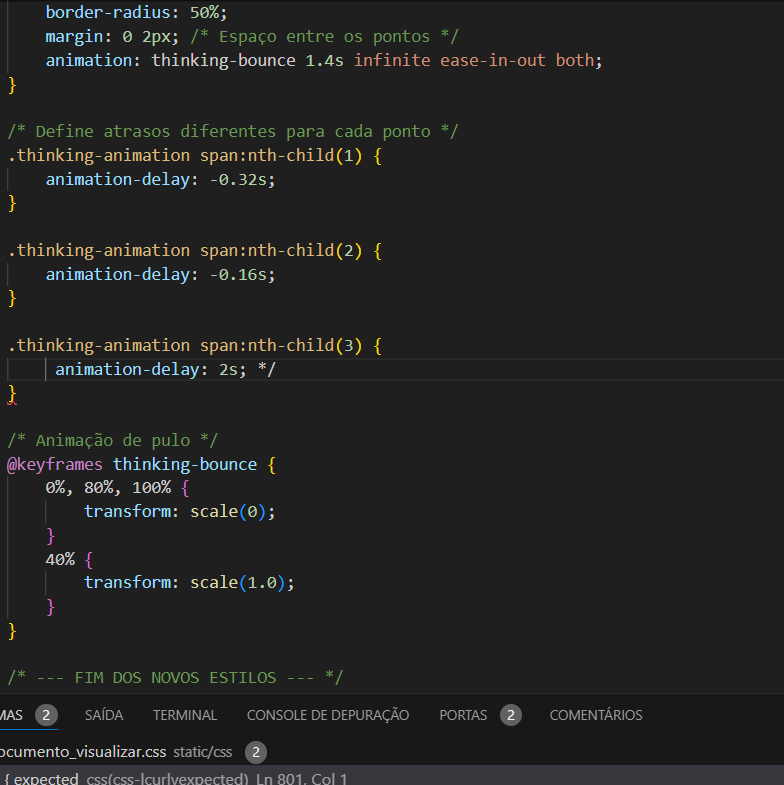 border-radius: 50%;
margin: 0 2px; /* Espaço entre os pontos */
animation: thinking-bounce 1.4s infinite ease-in-out both;
}
/* Define atrasos diferentes para cada ponto */
.thinking-animation span:nth-child(1) {
animation-delay: -0.32s;
}
.thinking-animation span:nth-child(2) {
animation-delay: -0.16s;
}
.thinking-animation span:nth-child(3) {
animation-delay: 2s; */
}
/* Animação de pulo */
@keyframes thinking-bounce {
0%, 80%, 100% {
transform: scale(0);
}
40% {
transform: scale(1.0);
}
}
/* --- FIM DOS NOVOS ESTILOS --- */
MAS 2 SAÍDA TERMINAL CONSOLE DE DEPURAÇÃO PORTAS 2 COMENTÁRIOS
ocumento_visualizar.css static/css 2
{ expected css(css-lcurlyexpected) Ln 801, Col 1